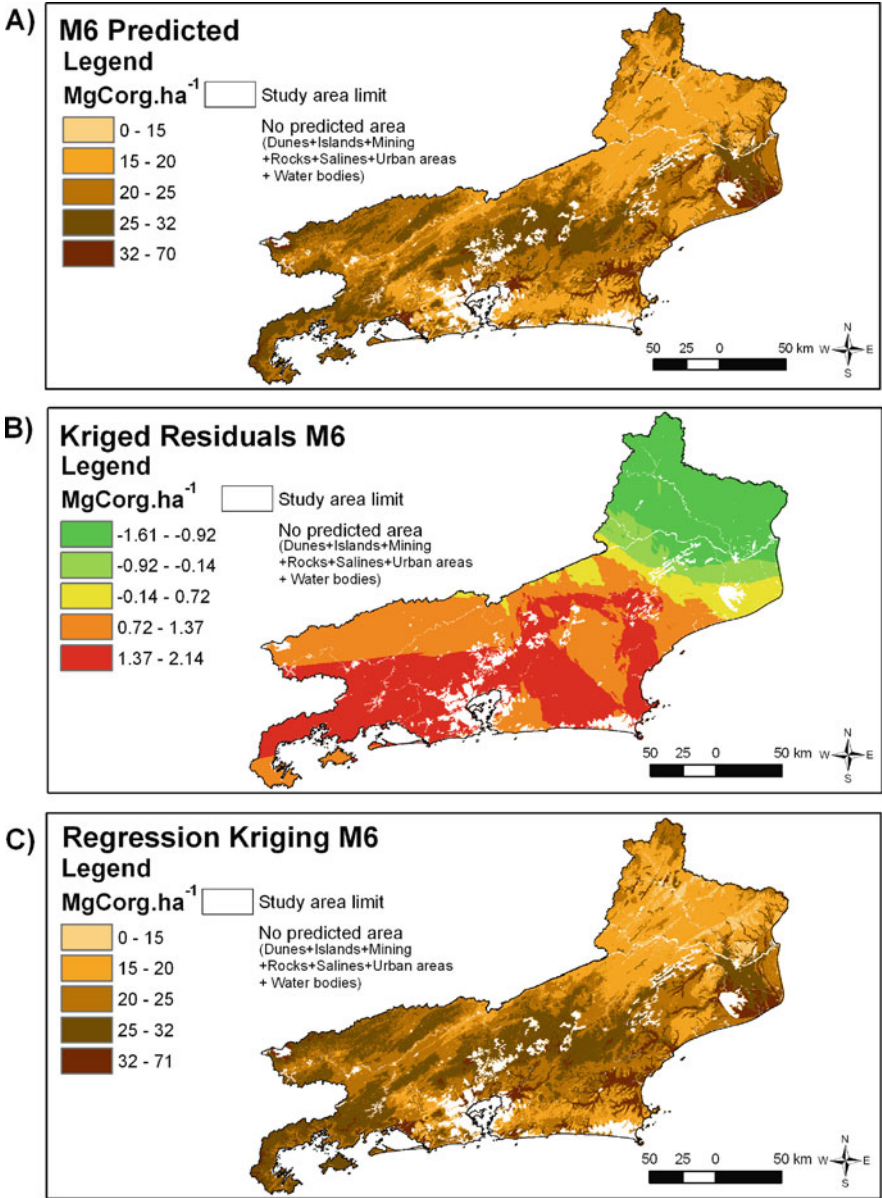 A)
M6 Predicted
Legend
MgCorg.ha-1
Study area limit
No predicted area
(Dunes+Islands+Mining
+Rocks+Salines+Urban areas
+ Water bodies)
0 - 15
15 - 20
20 - 25
25 - 32
32 - 70
N
W E
S
50 25 0 50 km
B)
Kriged Residuals M6
Legend
MgCorg.ha-1
Study area limit
No predicted area
(Dunes+Islands+Mining
+Rocks+Salines+Urban areas
+ Water bodies)
-1.61 - -0.92
-0.92 - -0.14
-0.14 - 0.72
0.72 - 1.37
1.37 - 2.14
N
W E
S
50 25 0 50 km
C)
Regression Kriging M6
Legend
MgCorg.ha-1
Study area limit
No predicted area
(Dunes+Islands+Mining
+Rocks+Salines+Urban areas
+ Water bodies)
0 - 15
15 - 20
20 - 25
25 - 32
32 - 71
N
W E
S
50 25 0 50 km